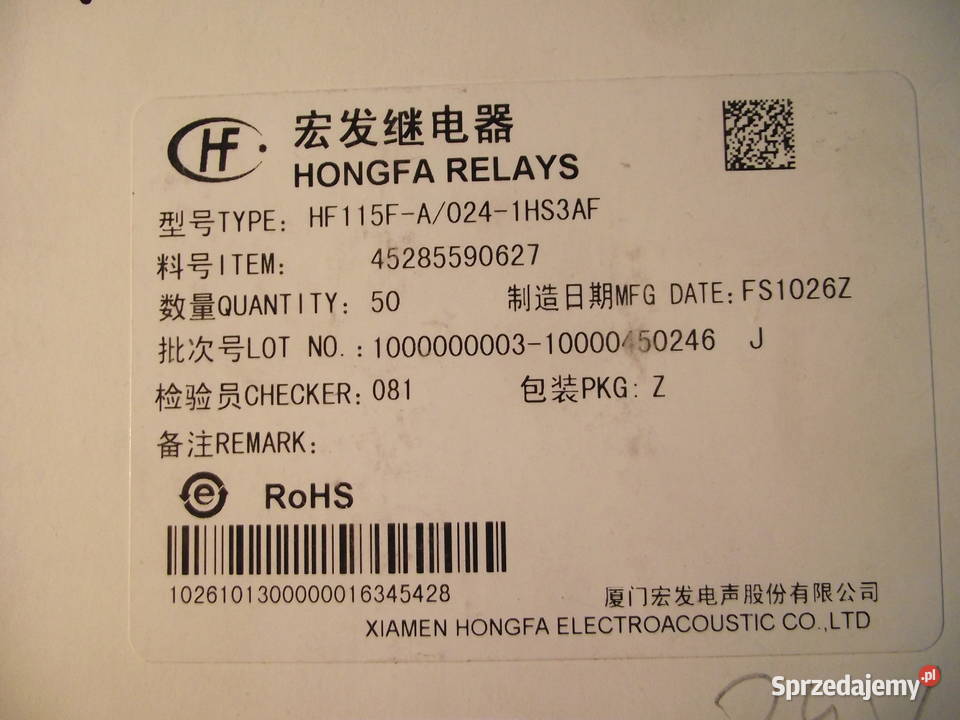 HF
宏发继电器
HONGFA RELAYS
型号TYPE: HF115F-A/024-1HS3AF
料号ITEM: 45285590627
数量QUANTITY: 50 制造日期MFG DATE: FS1026Z
批次号LOT NO.: 1000000003-10000450246 J
检验员CHECKER: 081 包装PKG: Z
备注REMARK:
e RoHS
1026101300000016345428
厦门宏发电声股份有限公司
XIAMEN HONGFA ELECTROACOUSTIC CO.,LTD
Sprzedajemy.pl